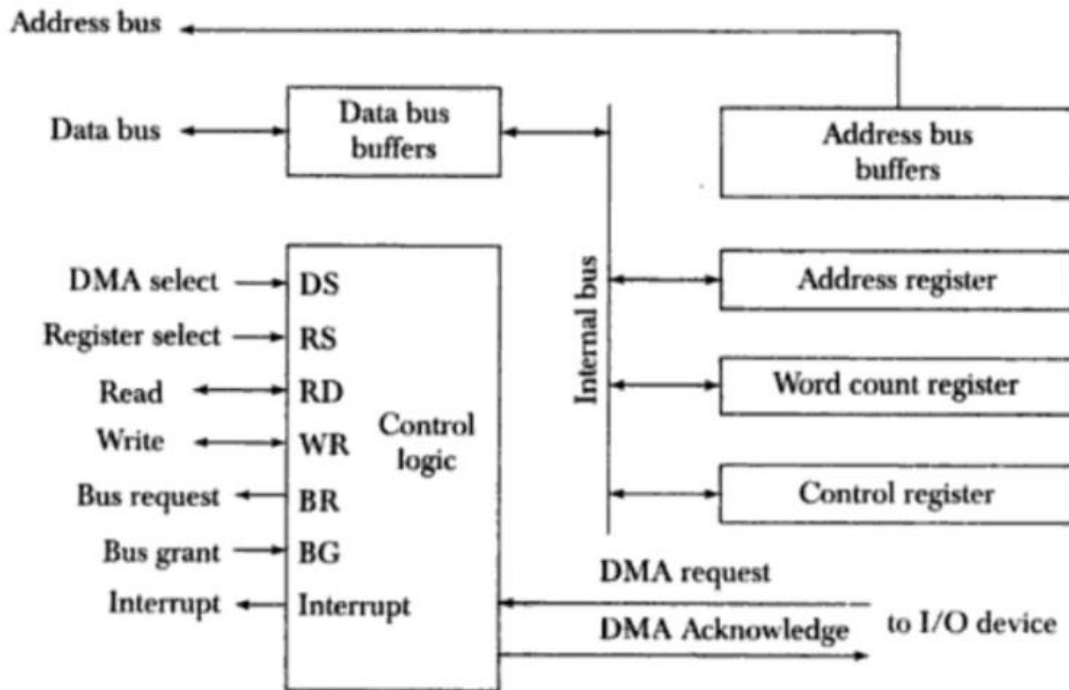 Address bus
Data bus
Data bus
buffers
Address bus
buffers
DMA select
DS
Register select
RS
Read
RD
Write
WR
Bus request
BR
Bus grant
BG
Interrupt
Interrupt
Control
logic
Internal bus
Address register
Word count register
Control register
DMA request
DMA Acknowledge
to I/O device